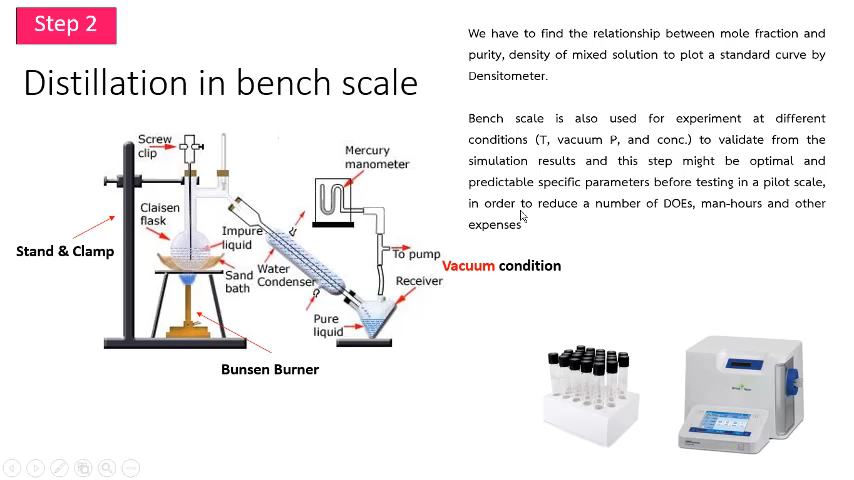 Step 2
Distillation in bench scale
We have to find the relationship between mole fraction and
purity, density of mixed solution to plot a standard curve by
Densitometer.
Bench scale is also used for experiment at different
conditions (T, vacuum P, and conc.) to validate from the
simulation results and this step might be optimal and
predictable specific parameters before testing in a pilot scale,
in order to reduce a number of DOEs, man-hours and other
expenses
Screw
clip
Mercury
manometer
Claisen
flask
Impure
liquid
Stand & Clamp
To pump
Vacuum condition
Sand
bath
Water
Condenser
Receiver
Pure
liquid
Bunsen Burner